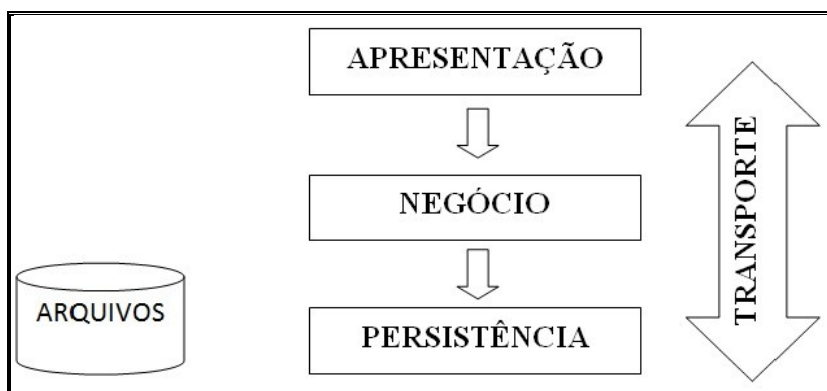 APRESENTAÇÃO
NEGÓCIO
ARQUIVOS
PERSISTÊNCIA
TRANSPORTE